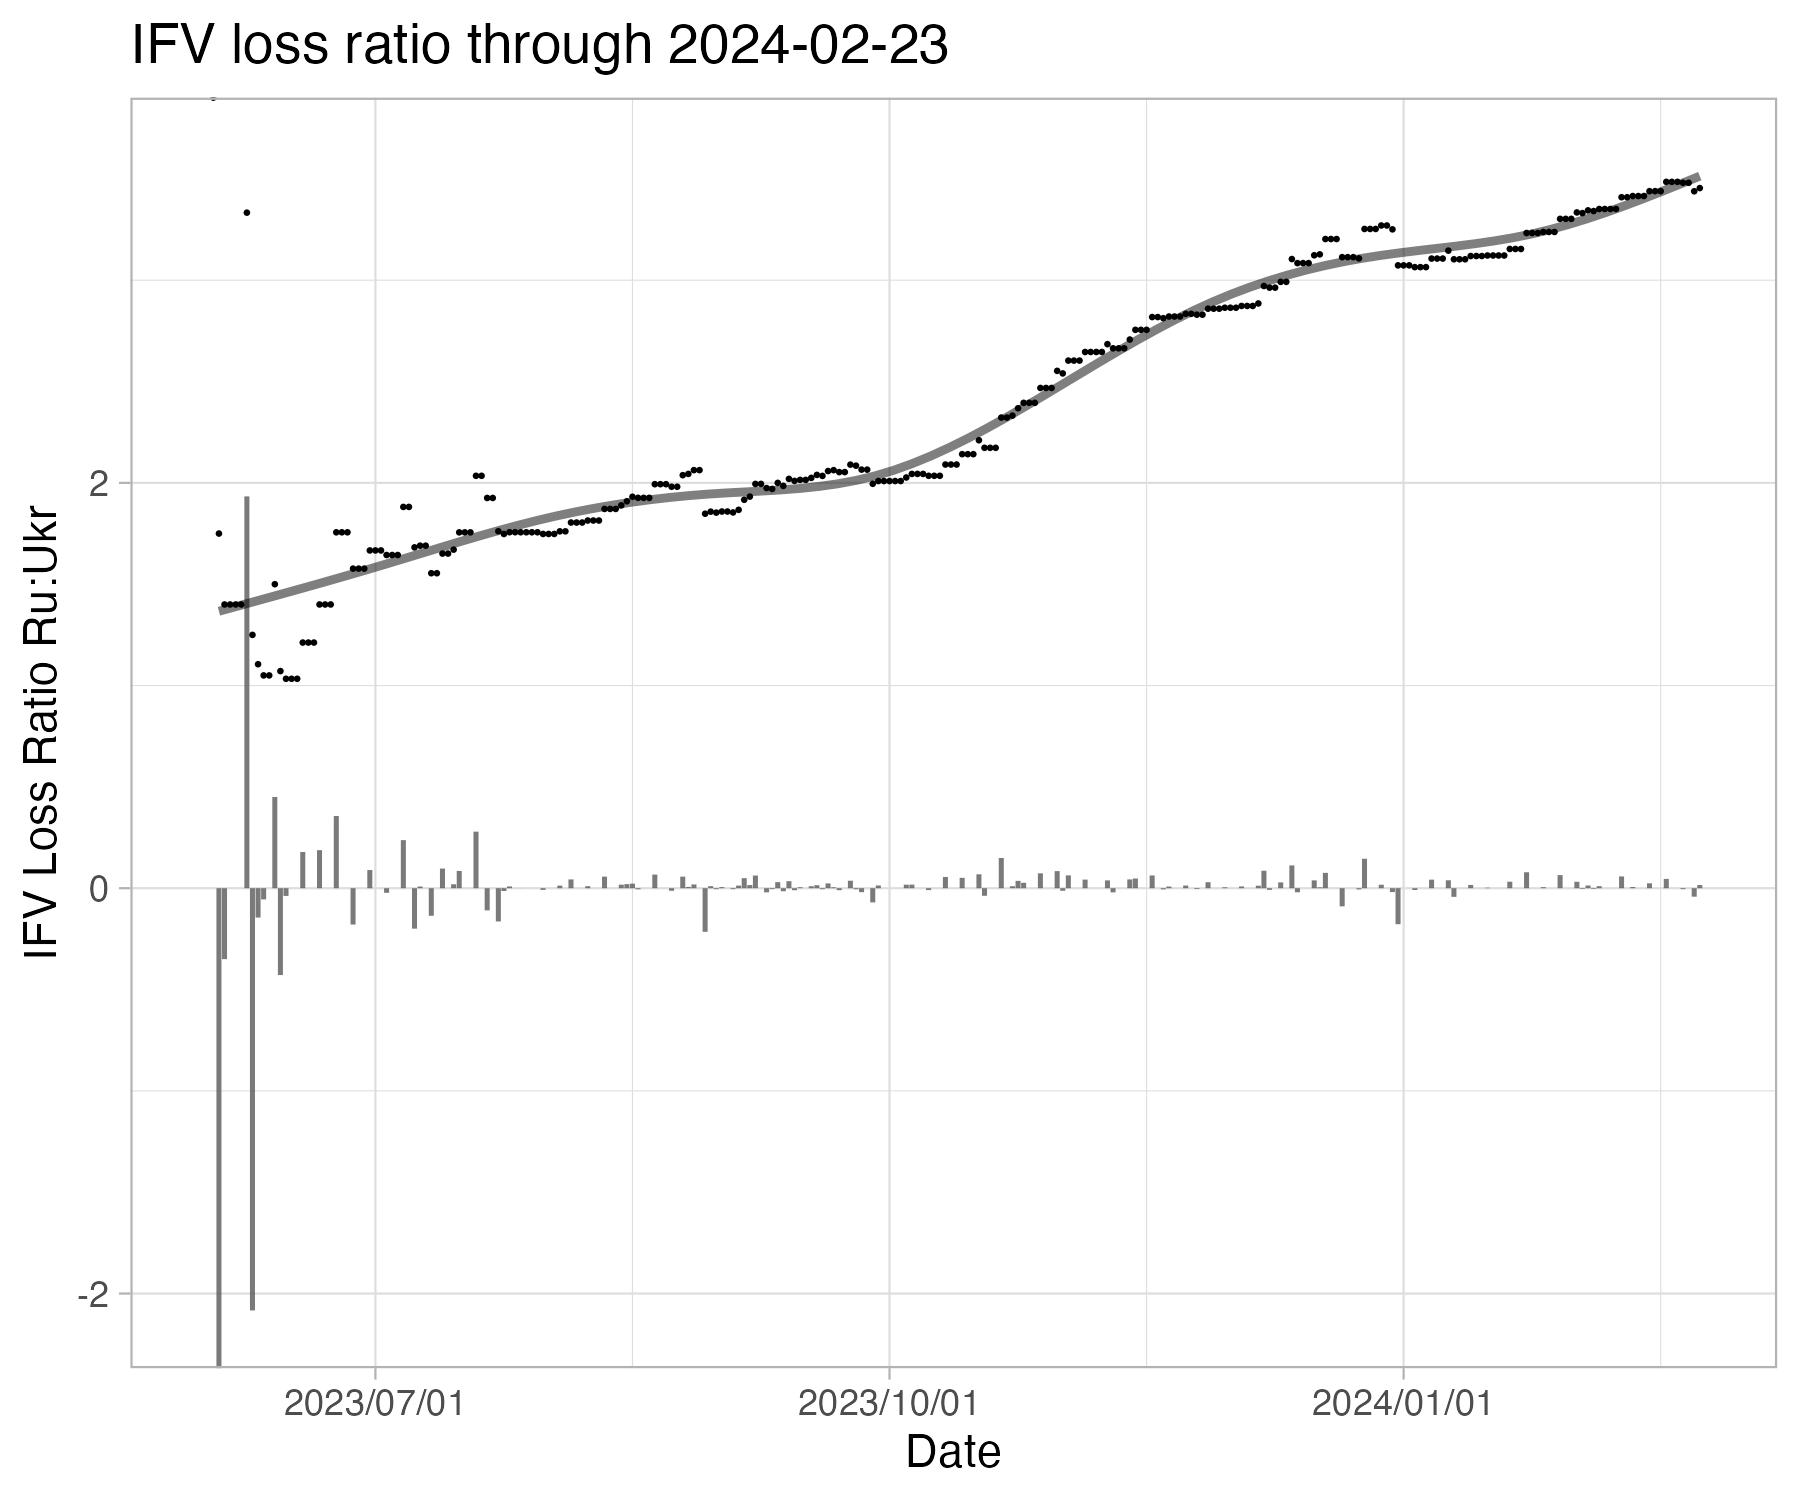 IFV loss ratio through 2024-02-23
IFV Loss Ratio Ru:Ukr
2
0
-2
2023/07/01
2023/10/01
2024/01/01
Date